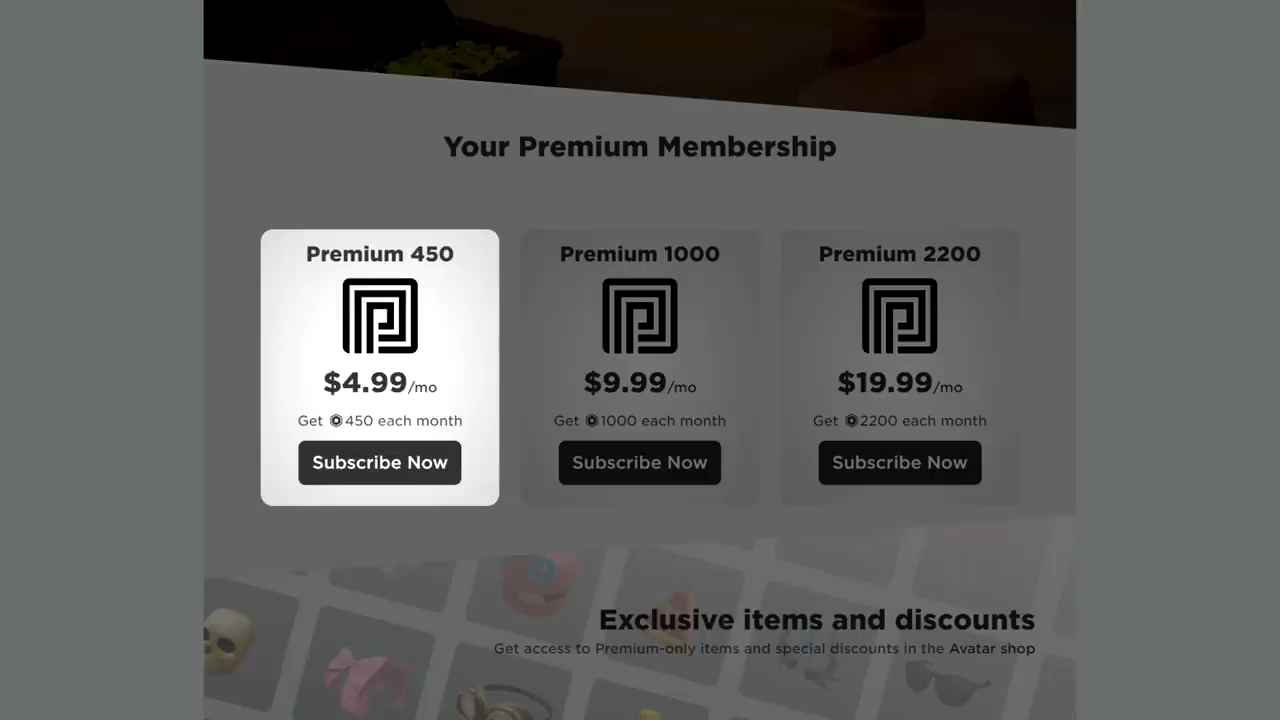 Your Premium Membership
Premium 450
$4.99/mo
Get 450 each month
Subscribe Now
Premium 1000
$9.99/mo
Get 1000 each month
Subscribe Now
Premium 2200
$19.99/mo
Get 2200 each month
Subscribe Now
Exclusive items and discounts
Get access to Premium-only items and special discounts in the Avatar shop